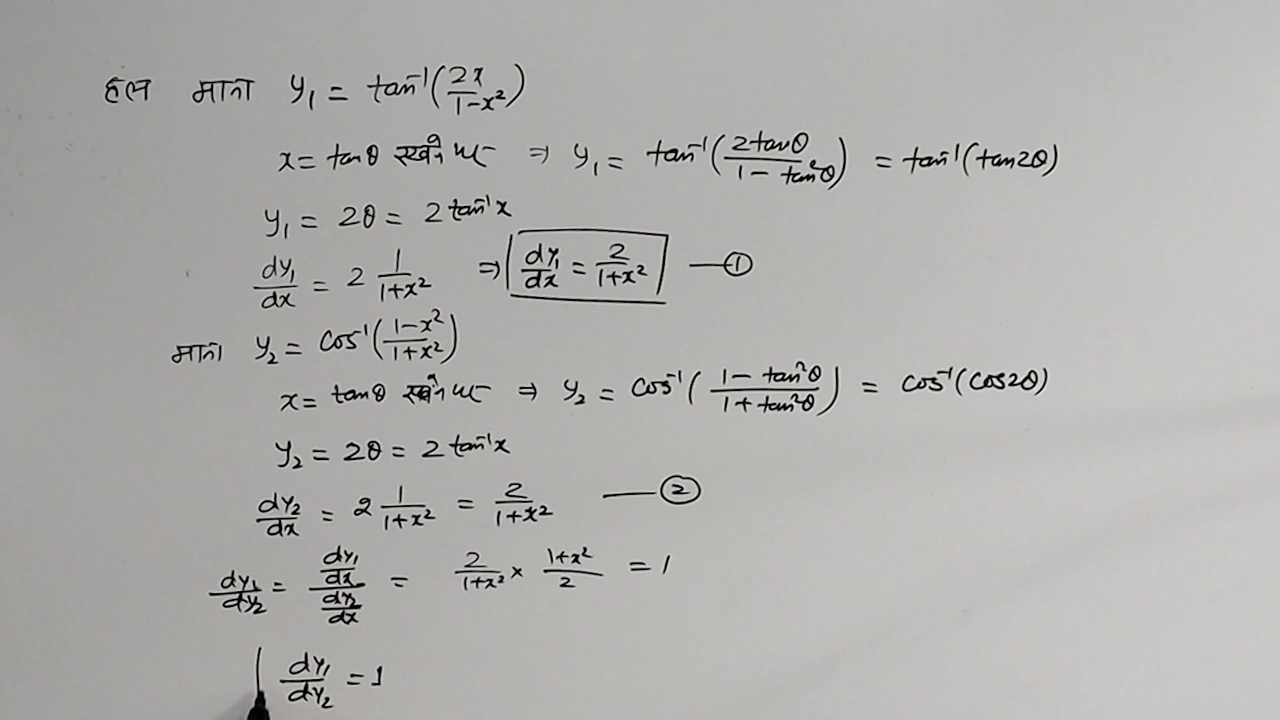 हल माना y₁ = tan⁻¹(2x/1-x²)
x = tanθ रखने पर ⇒ y₁ = tan⁻¹(2tanθ/1 - tan²θ) = tan⁻¹(tan2θ)
y₁ = 2θ = 2 tan⁻¹x
dy₁/dx = 2 1/1+x² ⇒ dy₁/dx = 2/1+x² — ①
माना y₂ = cos⁻¹(1-x²/1+x²)
x = tanθ रखने पर ⇒ y₂ = cos⁻¹(1 - tan²θ/1 + tan²θ) = cos⁻¹(cos2θ)
y₂ = 2θ = 2 tan⁻¹x
dy₂/dx = 2 1/1+x² = 2/1+x² — ②
dy₁/dy₂ = (dy₁/dx)/(dy₂/dx) = 2/1+x² × 1+x²/2 = 1
dy₁/dy₂ = 1